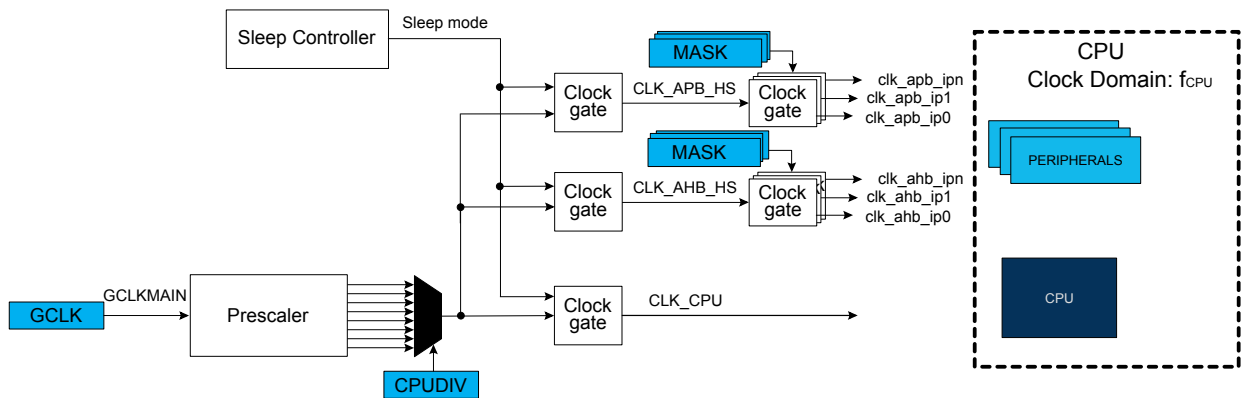 Sleep Controller
Sleep mode
MASK
Clock
gate
CLK_APB_HS
Clock
gate
clk_apb_ipn
clk_apb_ip1
clk_apb_ip0
MASK
Clock
gate
CLK_AHB_HS
Clock
gate
clk_ahb_ipn
clk_ahb_ip1
clk_ahb_ip0
GCLK
GCLKMAIN
Prescaler
CPUDIV
Clock
gate
CLK_CPU
CPU
Clock Domain: fCPU
PERIPHERALS
CPU